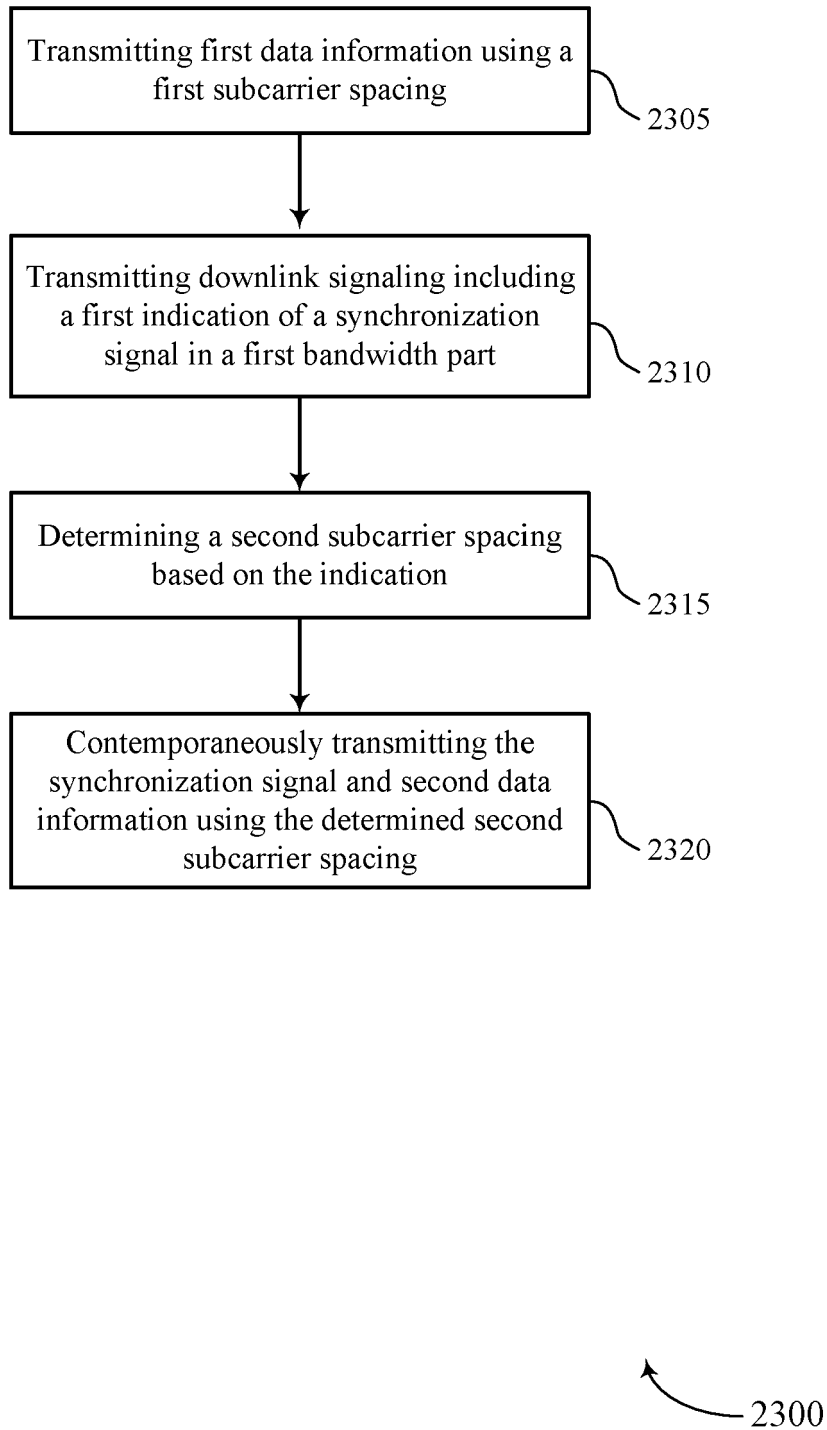 Transmitting first data information using a
first subcarrier spacing
2305
Transmitting downlink signaling including
a first indication of a synchronization
signal in a first bandwidth part
2310
Determining a second subcarrier spacing
based on the indication
2315
Contemporaneously transmitting the
synchronization signal and second data
information using the determined second
subcarrier spacing
2320
2300